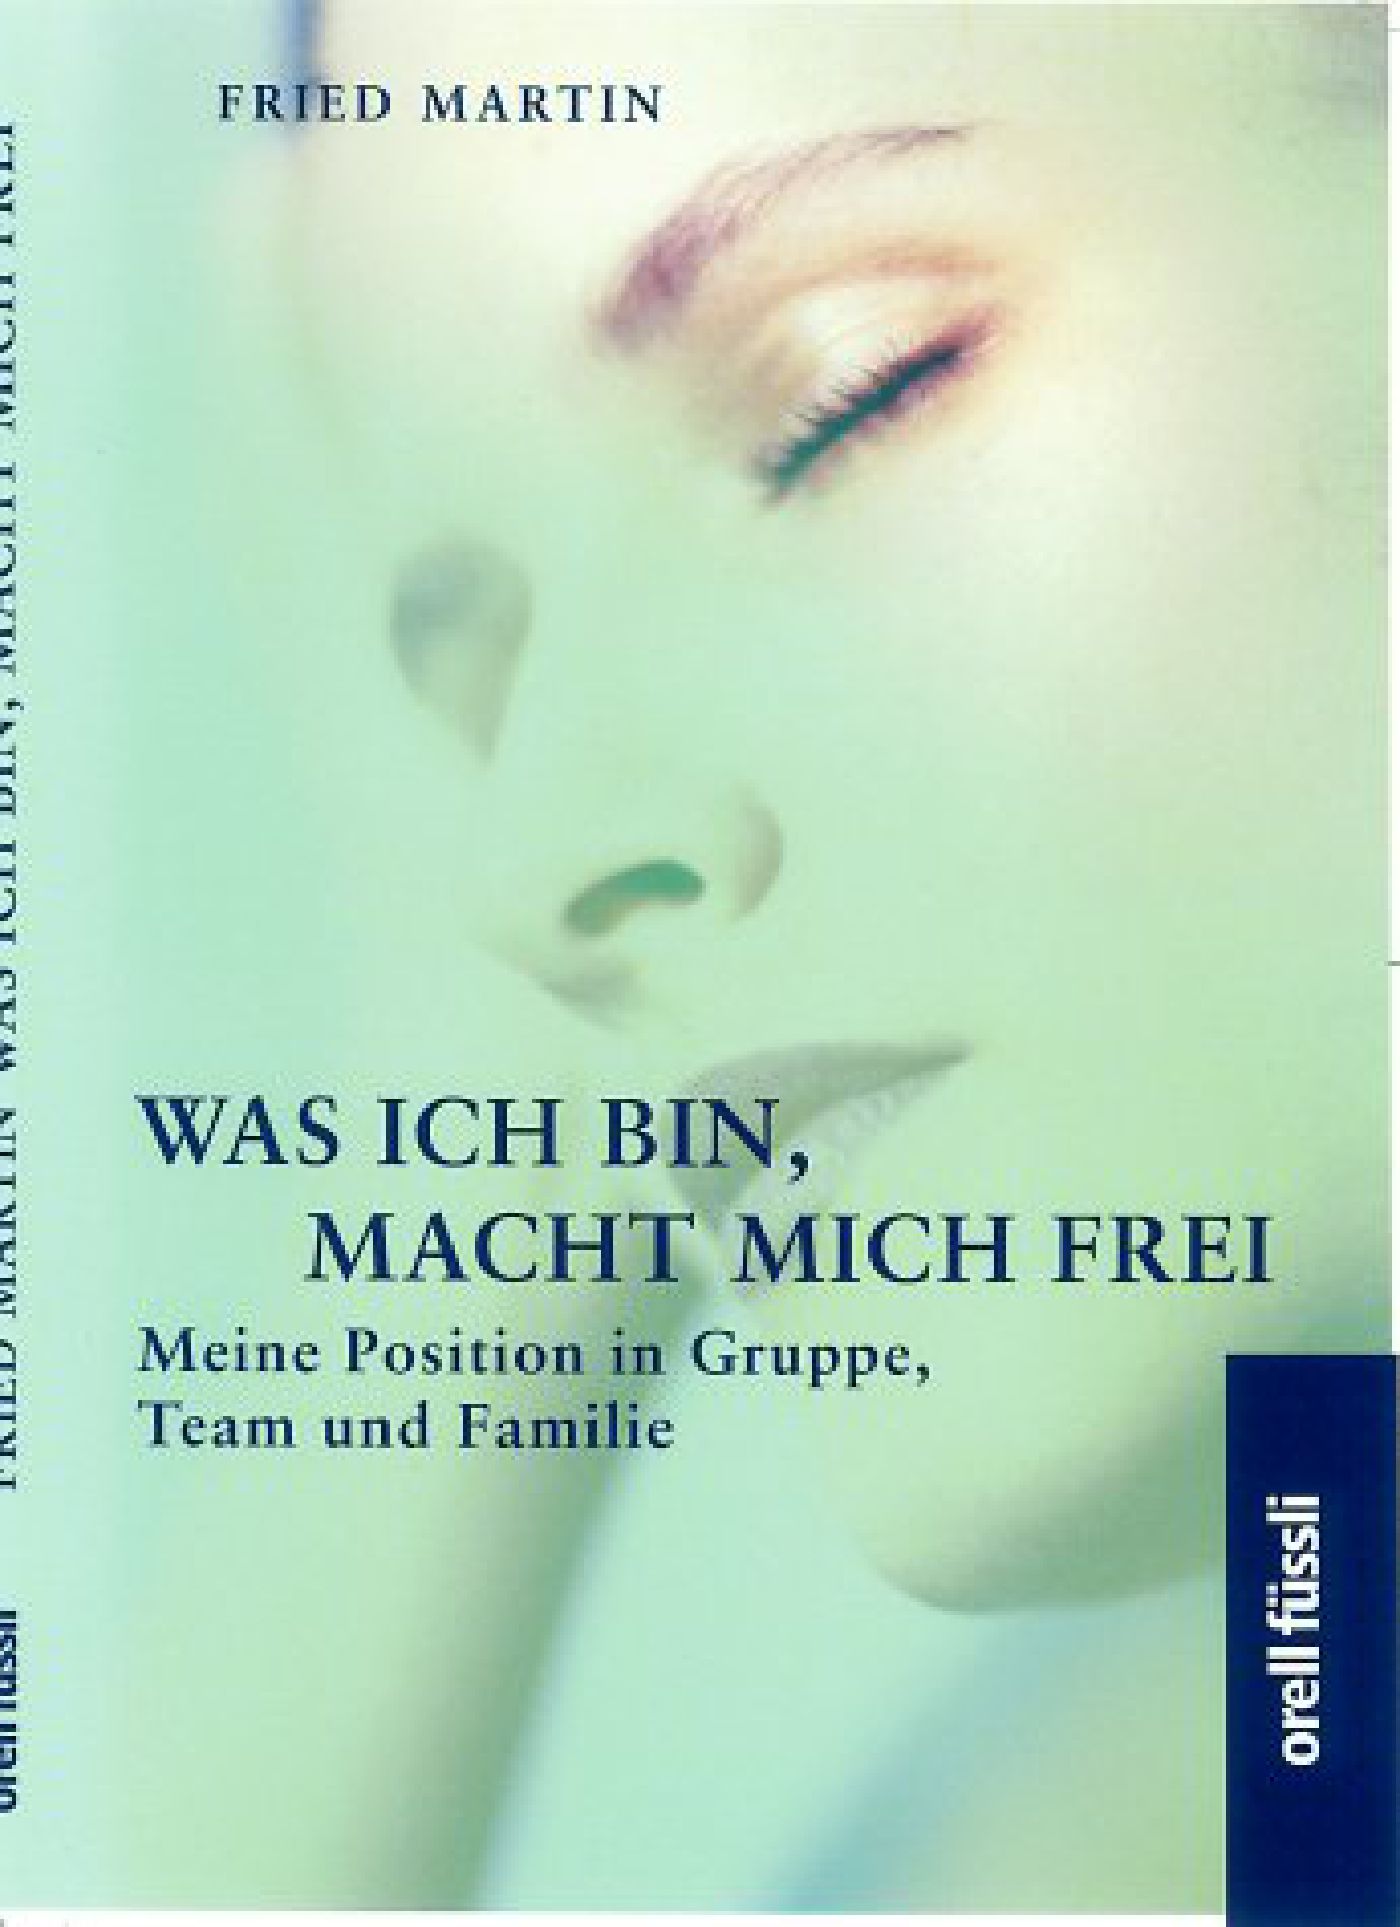 FRIED MARTIN
WAS ICH BIN,
MACHT MICH FREI
Meine Position in Gruppe,
Team und Familie
orell füssli
FRIED MARTIN WAS ICH BIN, MACHT MICH FREI
orell füssli